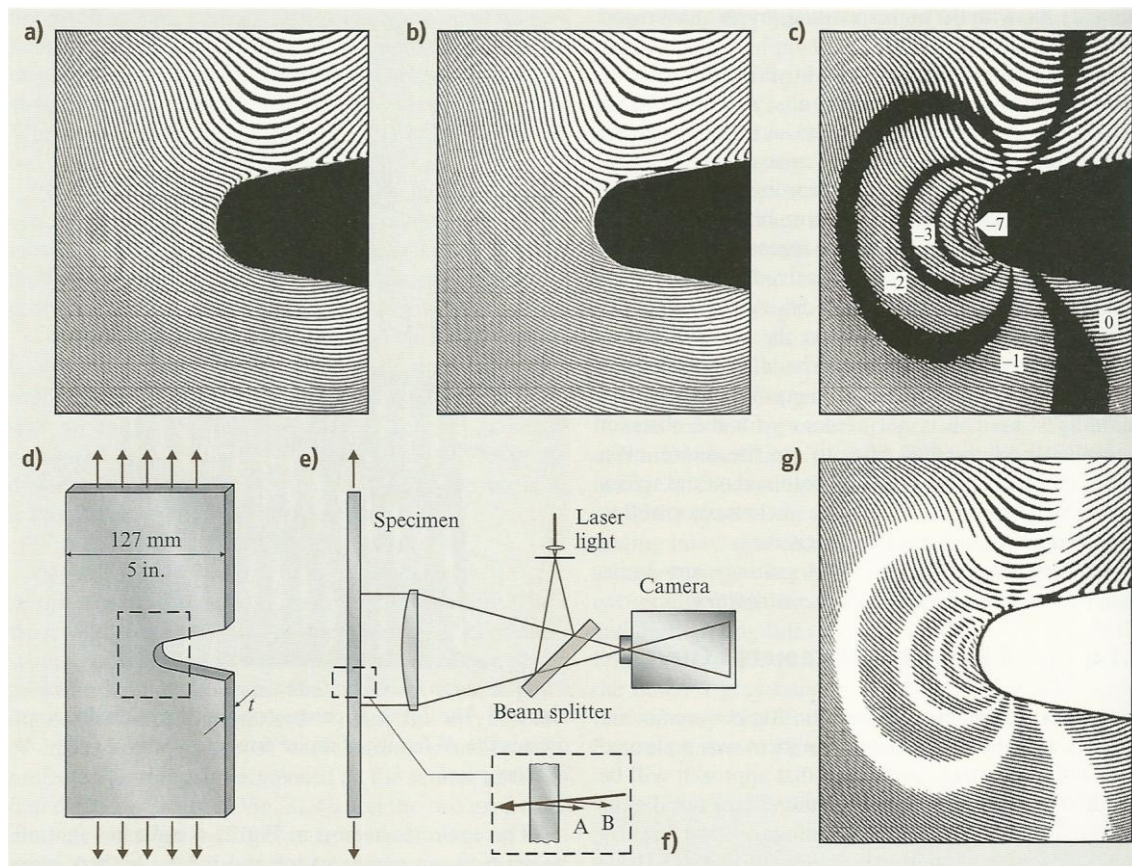 a)
b)
c)
–7
–3
–2
–1
0
d)
e)
g)
127 mm
5 in.
t
Specimen
Laser
light
Camera
Beam splitter
A
B
f)